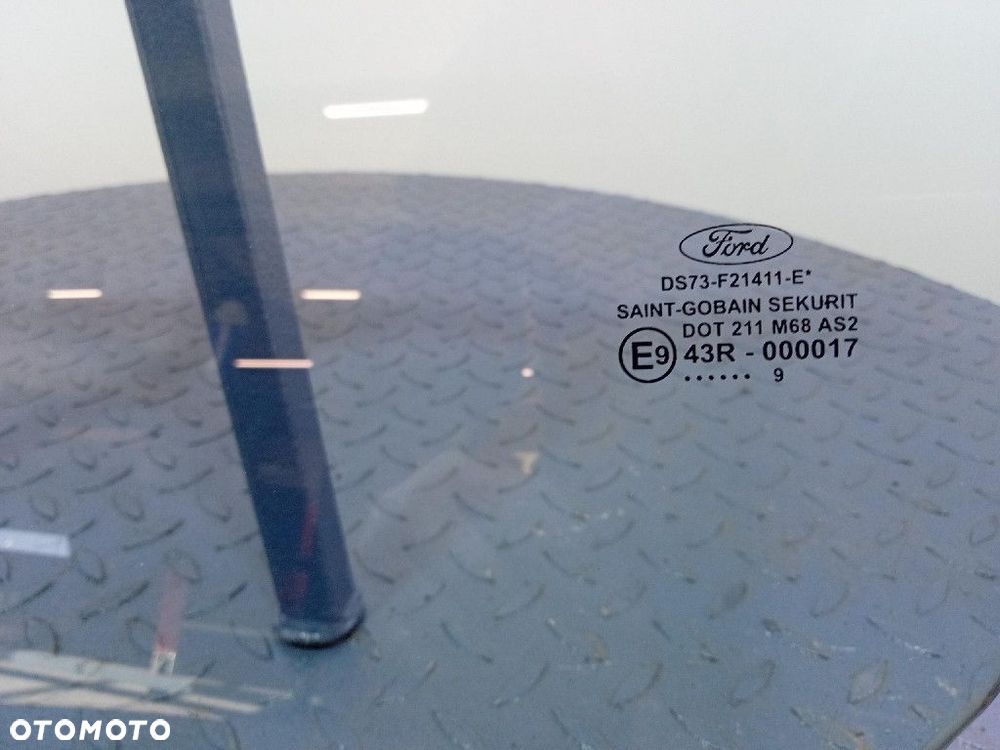 Ford
DS73-F21411-E*
SAINT-GOBAIN SEKURIT
DOT 211 M68 AS2
E9 43R - 000017
...... 9
OTOMOTO